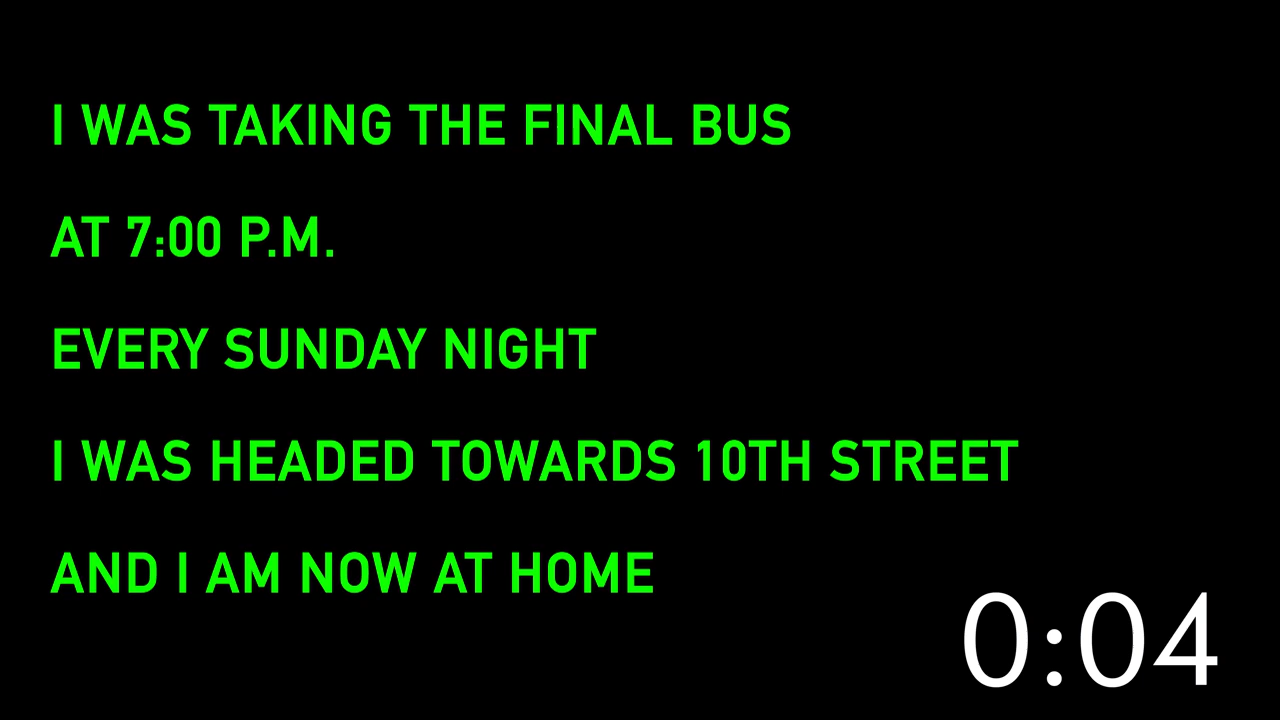 I WAS TAKING THE FINAL BUS
AT 7:00 P.M.
EVERY SUNDAY NIGHT
I WAS HEADED TOWARDS 10TH STREET
AND I AM NOW AT HOME
0:04